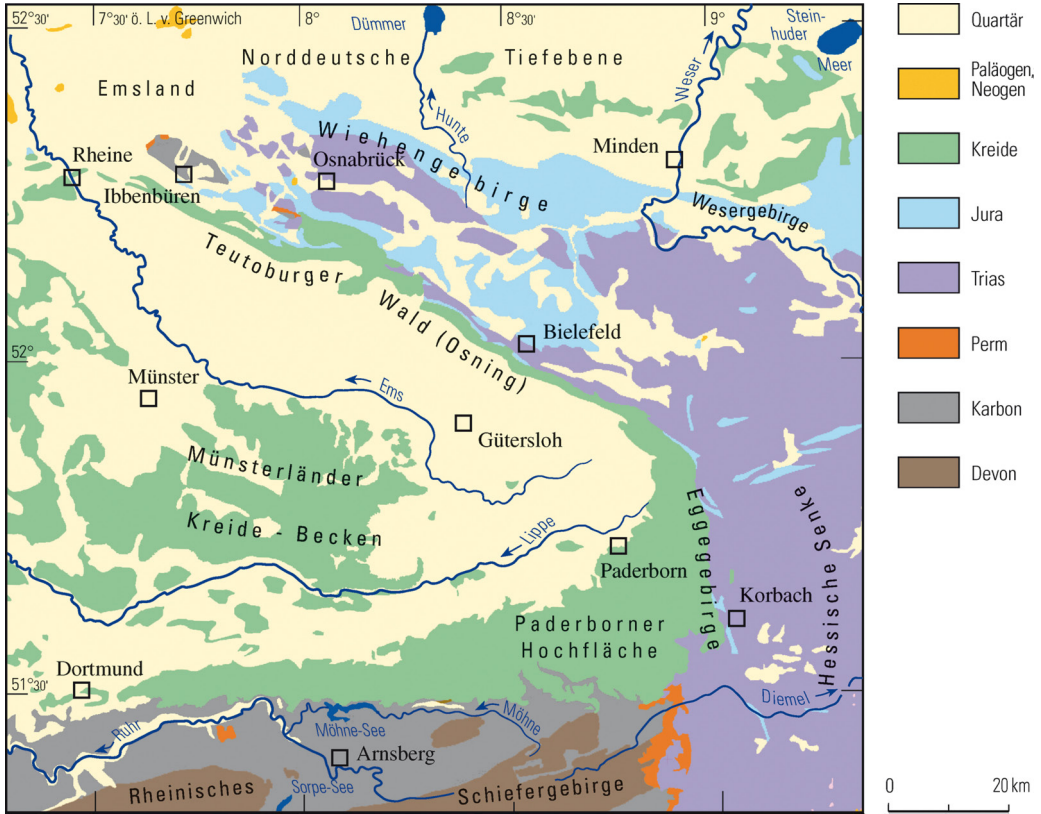 52°30'
7°30' ö. L. v. Greenwich
8°
8°30'
9°
Dümmer
Stein-
huder
Meer
Norddeutsche
Tiefebene
Weser
Emsland
Hunte
Wiehengebirge
Minden
Rheine
Osnabrück
Ibbenbüren
Wesergebirge
Teutoburger
Wald (Osning)
Bielefeld
52°
Münster
Ems
Gütersloh
Münsterländer
Kreide - Becken
Lippe
Eggegebirge
Hessische Senke
Paderborn
Korbach
Paderborner
Hochfläche
Dortmund
51°30'
Diemel
Ruhr
Möhne-See
Möhne
Arnsberg
Rheinisches
Sorpe-See
Schiefergebirge
Quartär
Paläogen,
Neogen
Kreide
Jura
Trias
Perm
Karbon
Devon
0
20 km